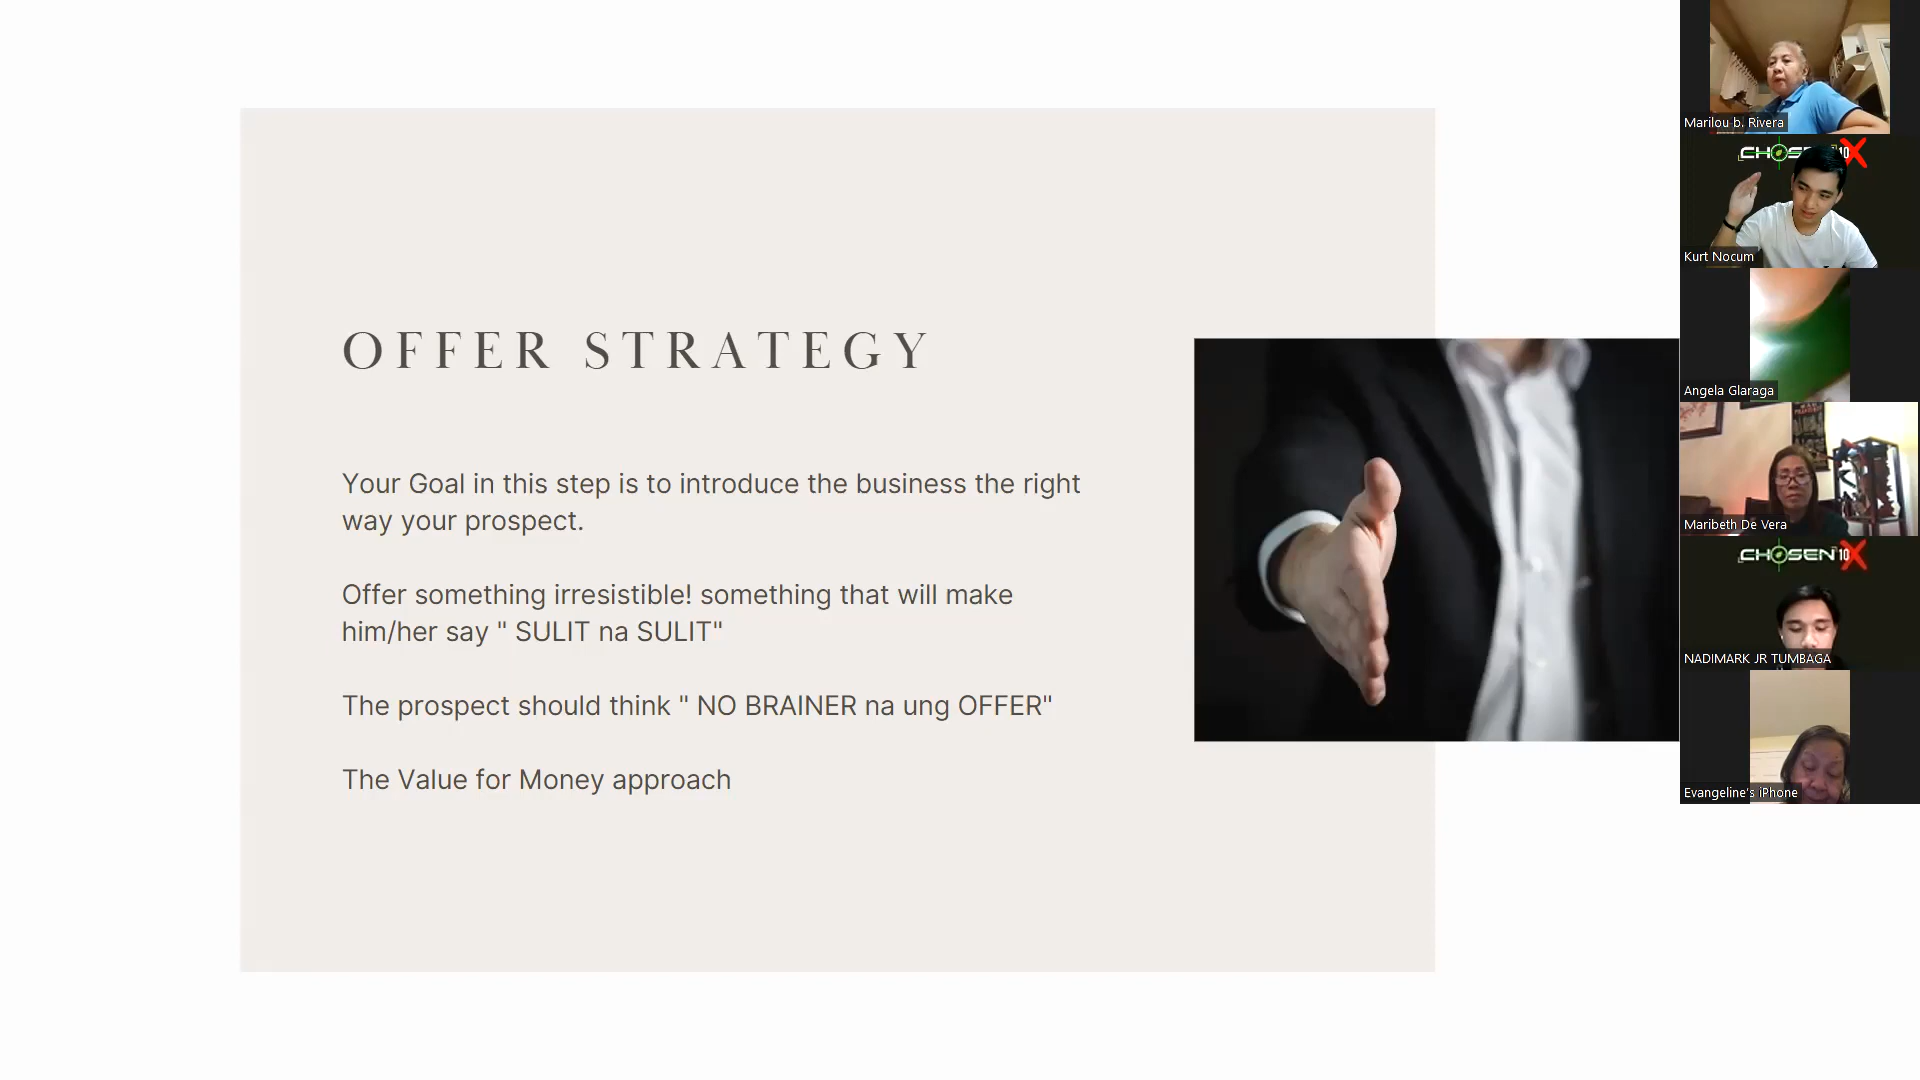 OFFER STRATEGY
Your Goal in this step is to introduce the business the right
way your prospect.
Offer something irresistible! something that will make
him/her say " SULIT na SULIT"
The prospect should think " NO BRAINER na ung OFFER"
The Value for Money approach
Marilou b. Rivera
Kurt Nocum
Angela Glaraga
Maribeth De Vera
CHOSEN 10X
NADIMARK JR TUMBAGA
Evangeline's iPhone